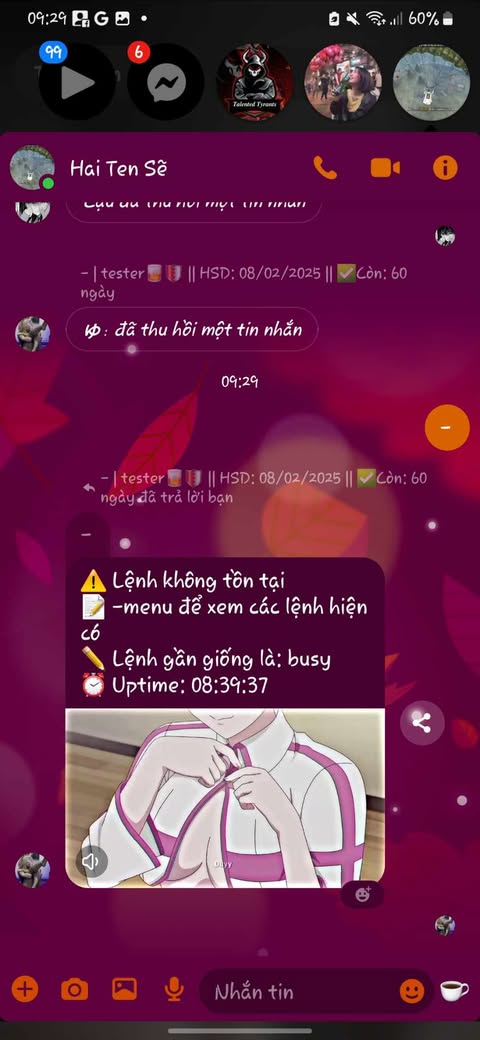 09:29
60%
99
6
Talented Tyrants
Hai Ten Sẽ
Cậu đã thu hồi một tin nhắn
- | tester🥃 || HSD: 08/02/2025 || ✅Còn: 60
ngày
ゆ: đã thu hồi một tin nhắn
09:29
-
- | tester🥃 || HSD: 08/02/2025 || ✅Còn: 60
ngày đã trả lời bạn
-
⚠️ Lệnh không tồn tại
📝 -menu để xem các lệnh hiện
có
✏️ Lệnh gần giống là: busy
⏰ Uptime: 08:39:37
Duyy
Nhắn tin